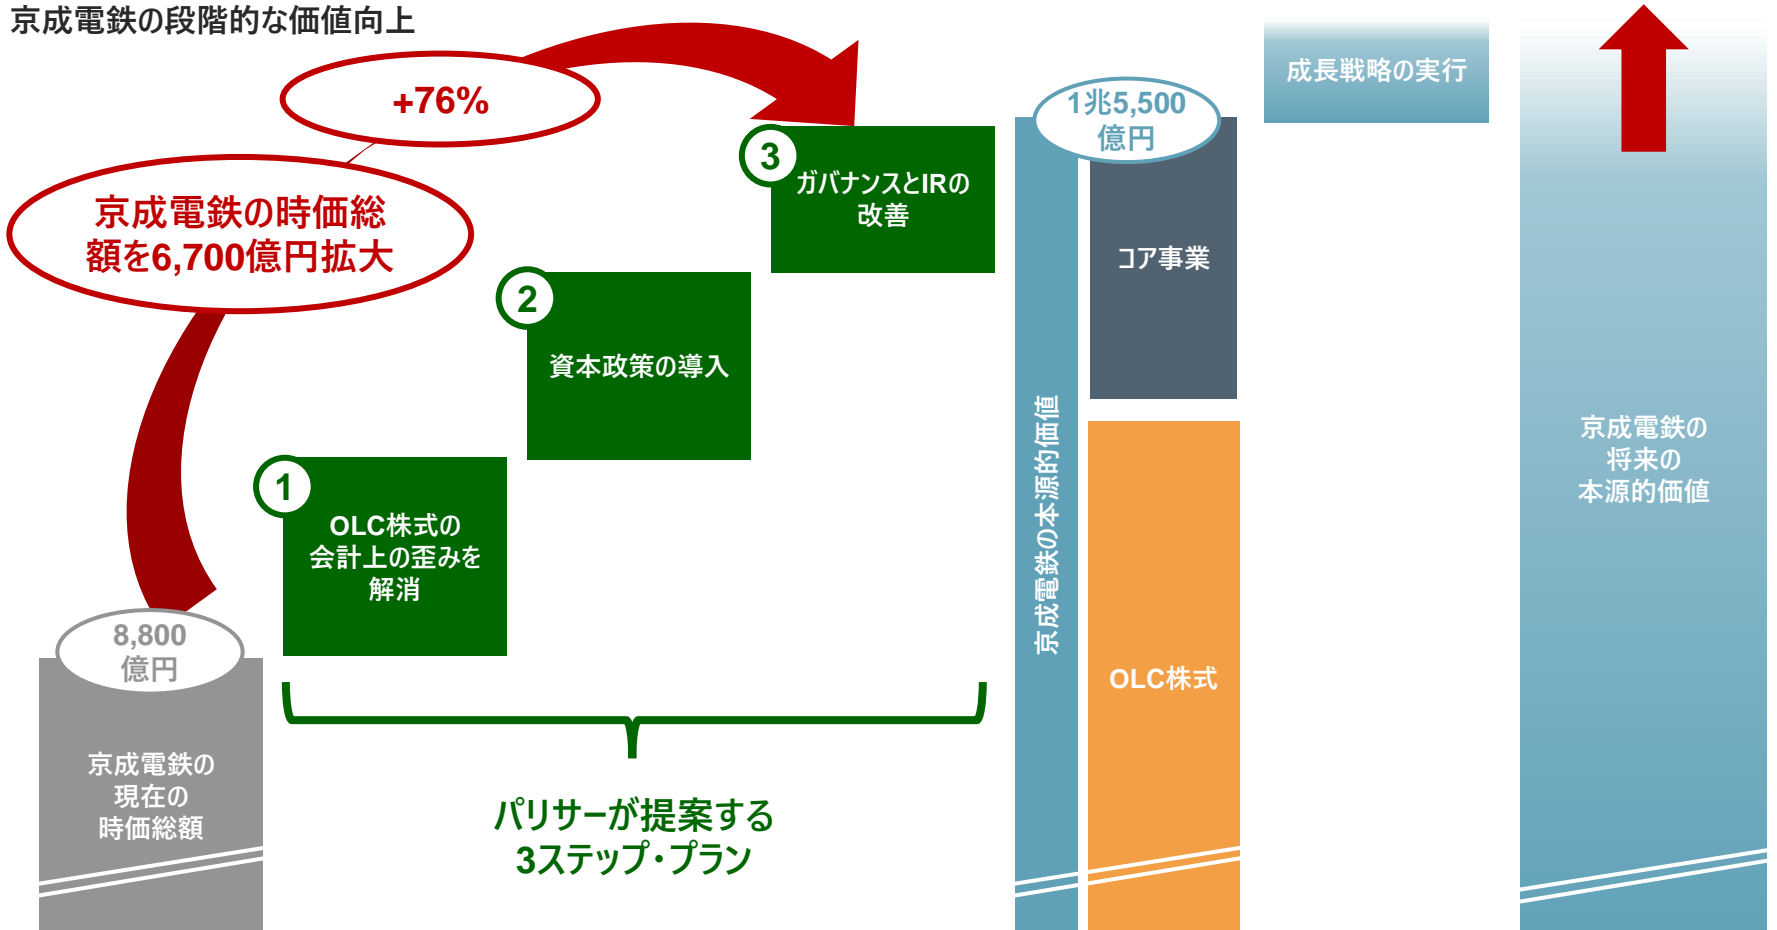 京成電鉄の段階的な価値向上
+76%
京成電鉄の時価総
額を6,700億円拡大
8,800
億円
京成電鉄の
現在の
時価総額
1
OLC株式の
会計上の歪みを
解消
2
資本政策の導入
3
ガバナンスとIRの
改善
パリサーが提案する
3ステップ・プラン
1兆5,500
億円
京成電鉄の本源的価値
コア事業
OLC株式
成長戦略の実行
京成電鉄の
将来の
本源的価値